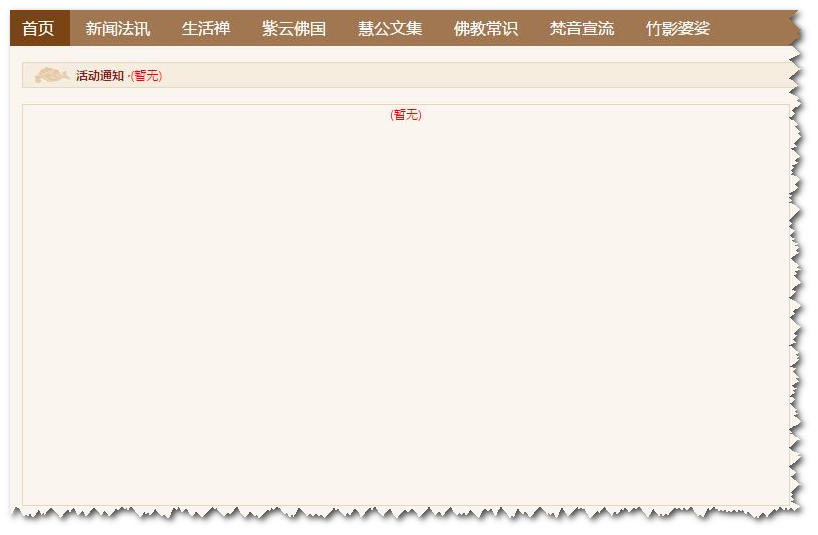 首页 新闻法讯 生活禅 紫云佛国 慧公文集 佛教常识 梵音宣流 竹影婆娑
活动通知 ·(暂无)
(暂无)